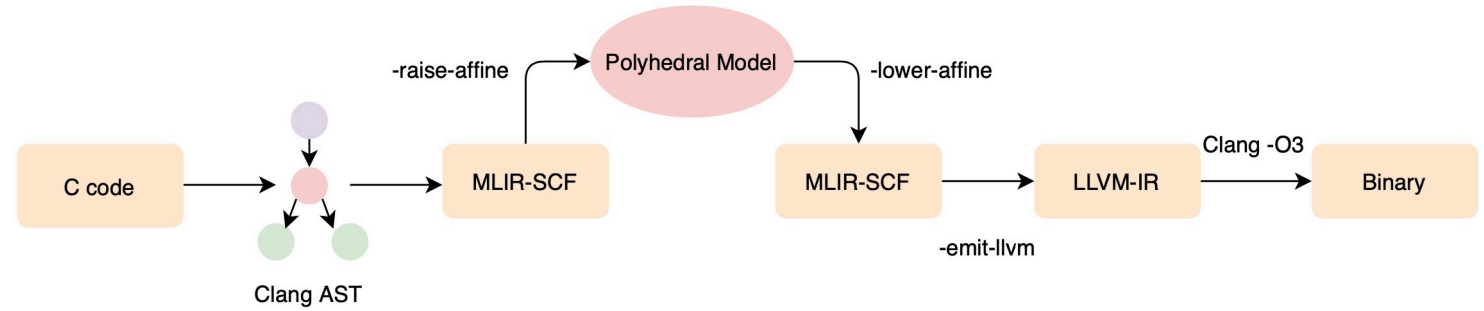 C code
Clang AST
MLIR-SCF
-raise-affine
Polyhedral Model
-lower-affine
MLIR-SCF
-emit-llvm
LLVM-IR
Clang -O3
Binary